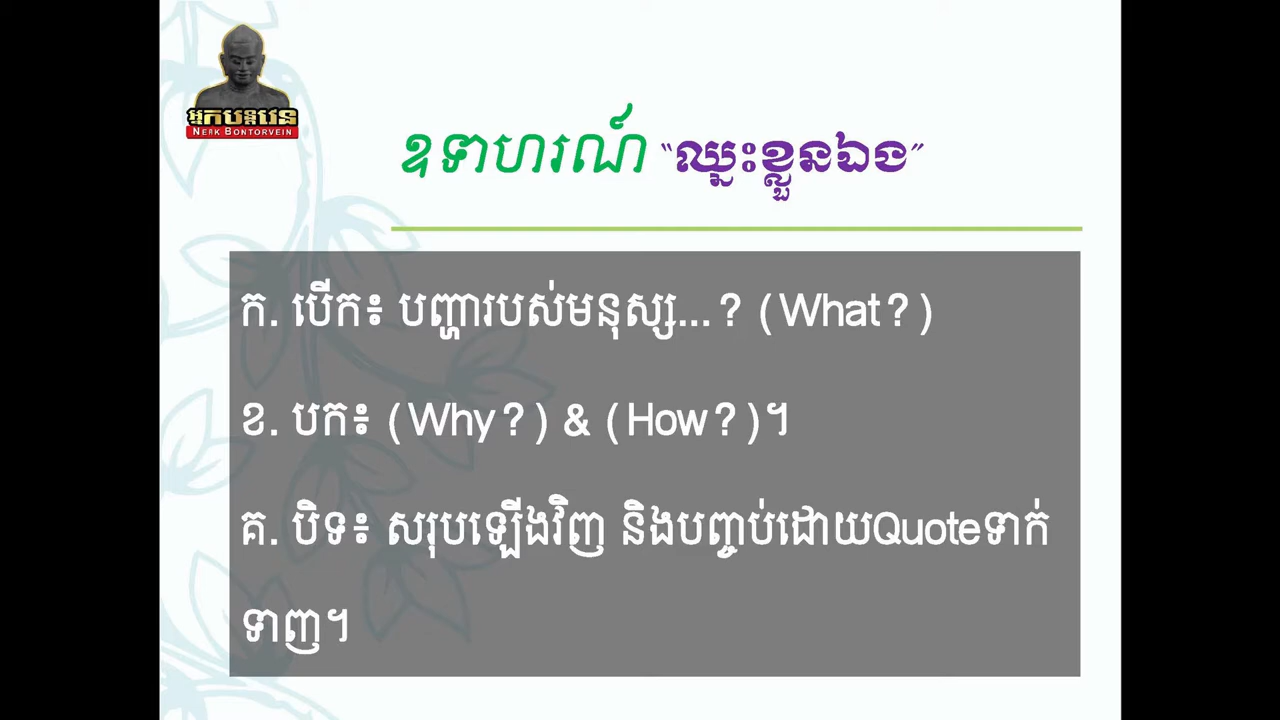 អ្នកបន្តវេន
NERK BONTORVEIN
ឧទាហរណ៍ “ឈ្នះខ្លួនឯង”
ក. បើក៖ បញ្ហារបស់មនុស្ស...? (What?)
ខ. បក៖ (Why?) & (How?)។
គ. បិទ៖ សរុបឡើងវិញ និងបញ្ចប់ដោយQuoteទាក់
ទាញ។